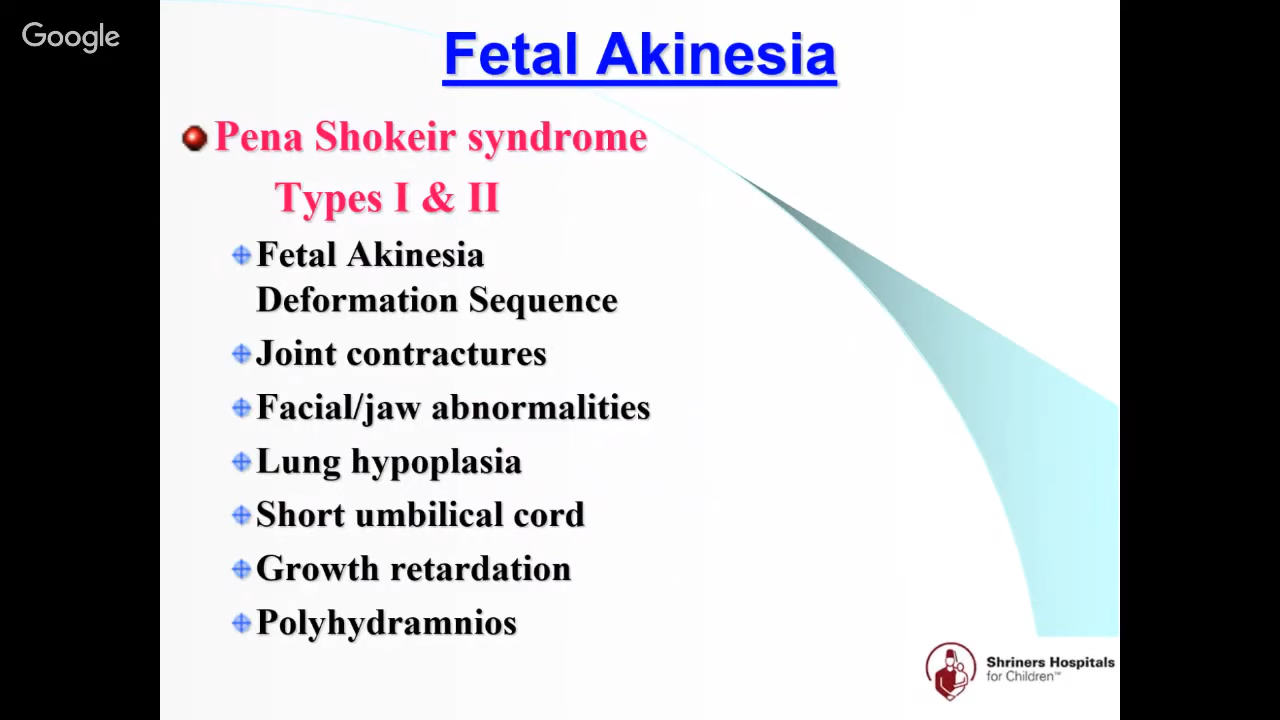 Google
Fetal Akinesia
Pena Shokeir syndrome
Types I & II
Fetal Akinesia
Deformation Sequence
Joint contractures
Facial/jaw abnormalities
Lung hypoplasia
Short umbilical cord
Growth retardation
Polyhydramnios
Shriners Hospitals
for Children™